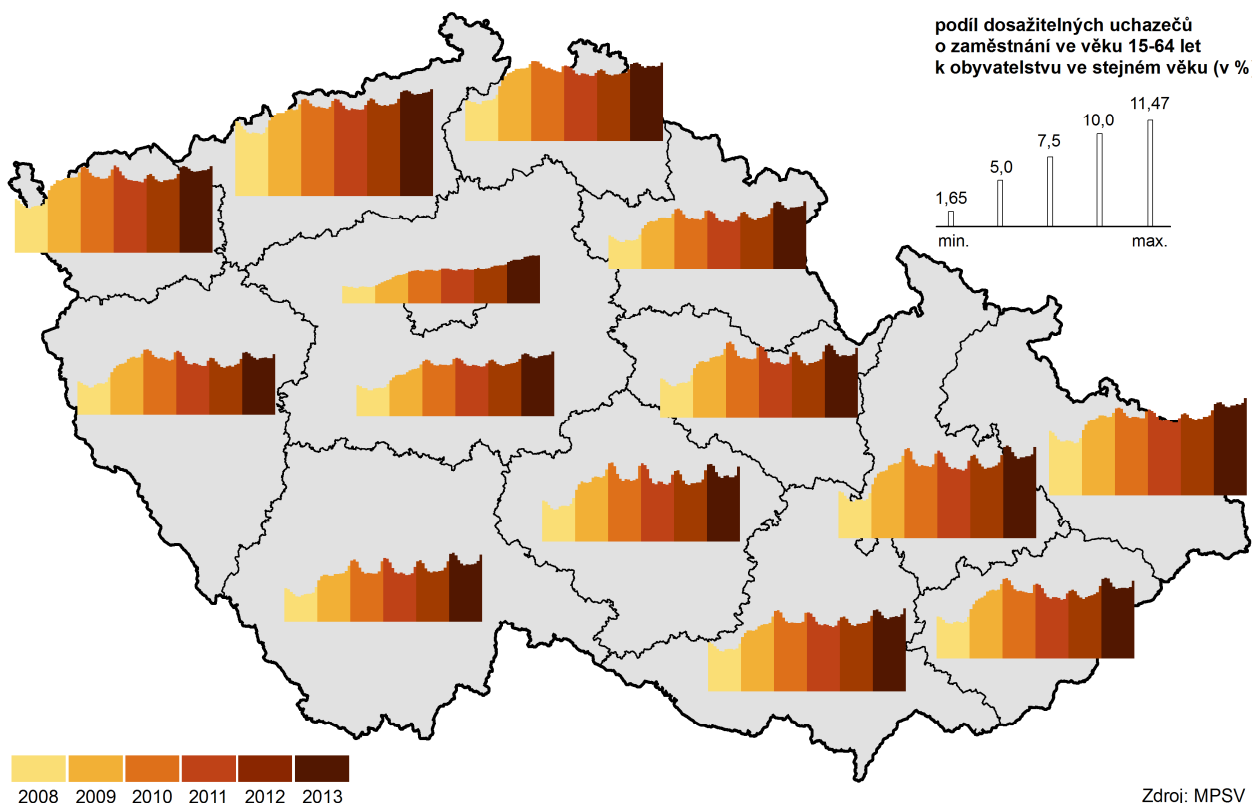 podíl dosažitelných uchazečů
o zaměstnání ve věku 15-64 let
k obyvatelstvu ve stejném věku (v %)
11,47
10,0
7,5
5,0
1,65
min. max.
2008 2009 2010 2011 2012 2013
Zdroj: MPSV